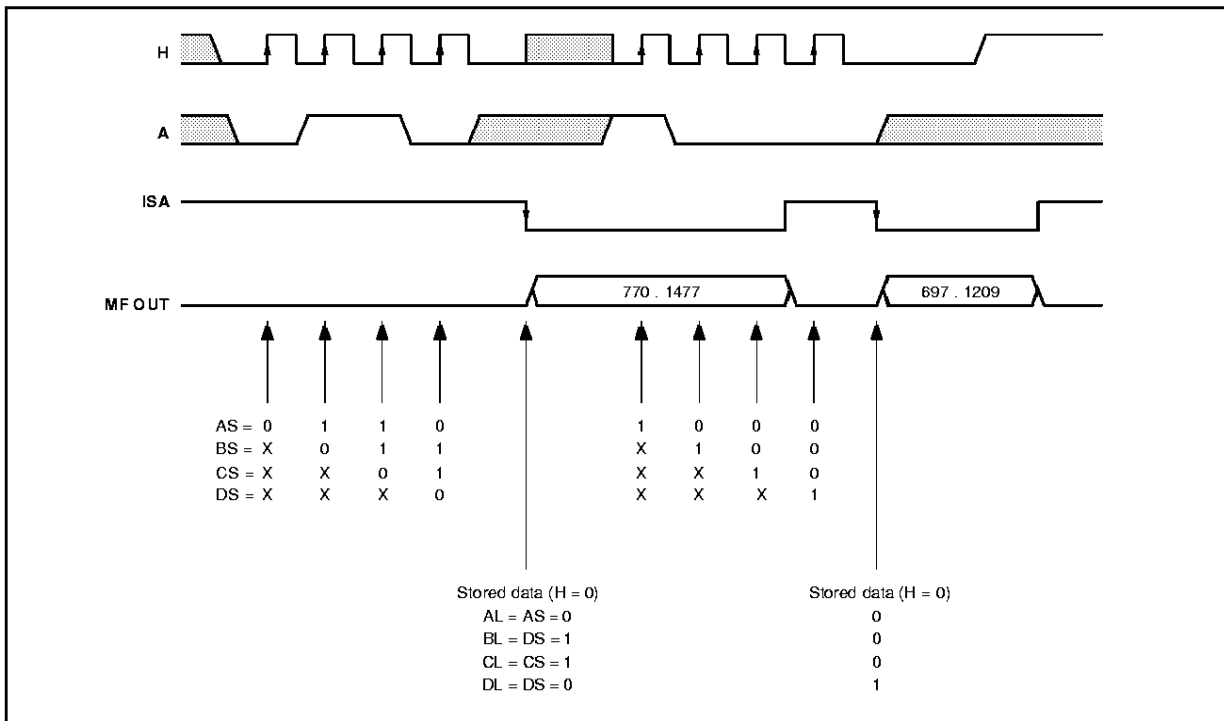 H
A
ISA
MF OUT
770 . 1477
697 . 1209
AS = 0 1 1 0 1 0 0 0
BS = X 0 1 1 X 1 0 0
CS = X X 0 1 X X 1 0
DS = X X X 0 X X X 1
Stored data (H = 0) Stored data (H = 0)
AL = AS = 0 0
BL = DS = 1 0
CL = CS = 1 0
DL = DS = 0 1